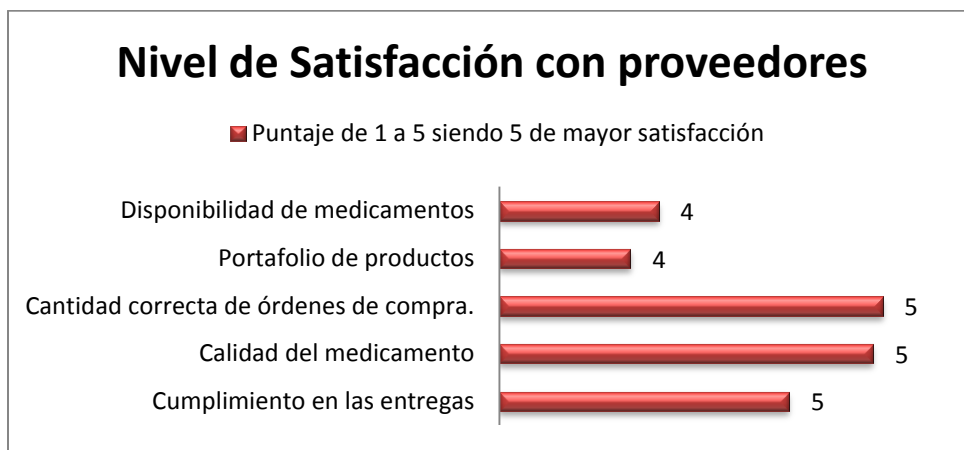 Nivel de Satisfacción con proveedores
Puntaje de 1 a 5 siendo 5 de mayor satisfacción
Disponibilidad de medicamentos 4
Portafolio de productos 4
Cantidad correcta de órdenes de compra. 5
Calidad del medicamento 5
Cumplimiento en las entregas 5